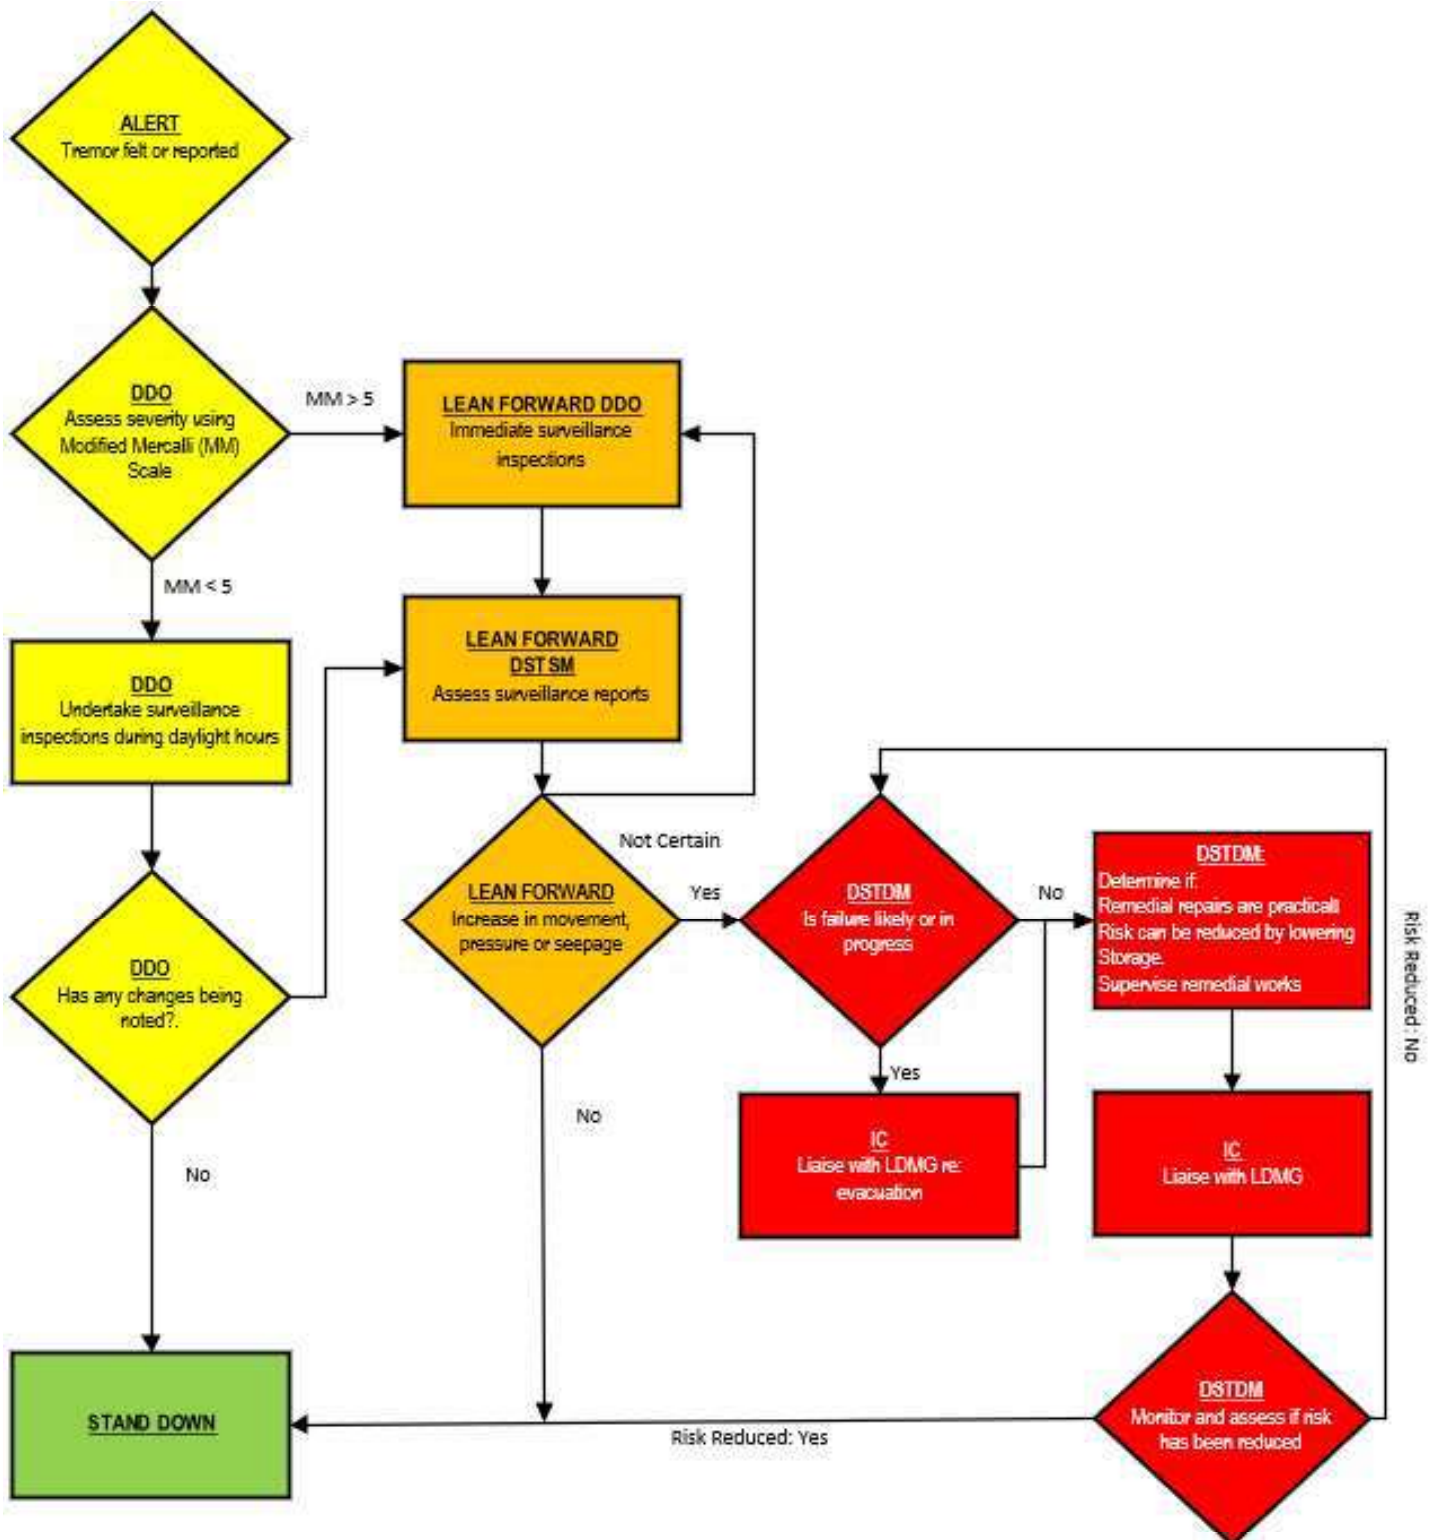 ALERT
Tremor felt or reported
DDO
Assess severity using
Modified Mercalli (MM)
Scale
MM > 5
LEAN FORWARD DDO
Immediate surveillance
inspections
MM < 5
DDO
Undertake surveillance
inspections during daylight hours
LEAN FORWARD
DSTSM
Assess surveillance reports
DDO
Has any changes being
noted?.
No
LEAN FORWARD
Increase in movement,
pressure or seepage
Not Certain
Yes
No
DSTDM
Is failure likely or in
progress
No
Yes
IC
Liaise with LDMG re:
evacuation
DSTDM:
Determine if:
Remedial repairs are practicall
Risk can be reduced by lowering
Storage.
Supervise remedial works
IC
Liaise with LDMG
DSTDM
Monitor and assess if risk
has been reduced
Risk Reduced: No
Risk Reduced: Yes
STAND DOWN